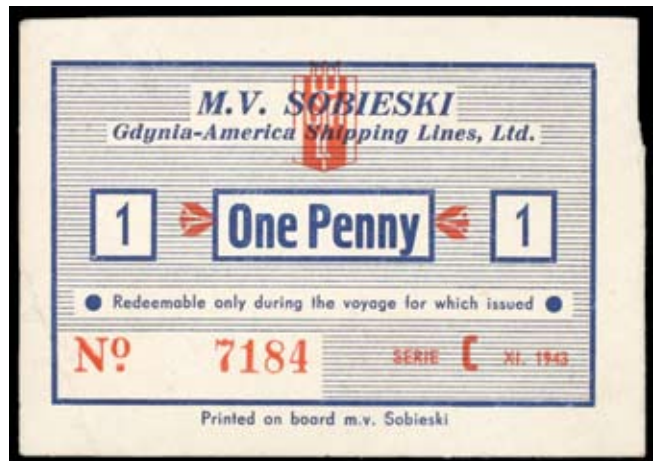 M.V. SOBIESKI
Gdynia-America Shipping Lines, Ltd.
1 One Penny 1
● Redeemable only during the voyage for which issued ●
Nº 7184 SERIE C XI. 1943
Printed on board m.v. Sobieski